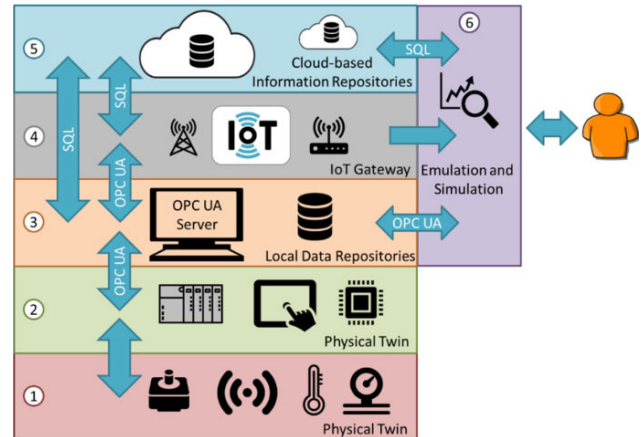 6
5
Cloud-based
Information Repositories
SQL
SQL
SQL
4
IoT
IoT Gateway
Emulation and
Simulation
OPC UA
3
OPC UA
Server
Local Data Repositories
OPC UA
OPC UA
2
Physical Twin
1
Physical Twin